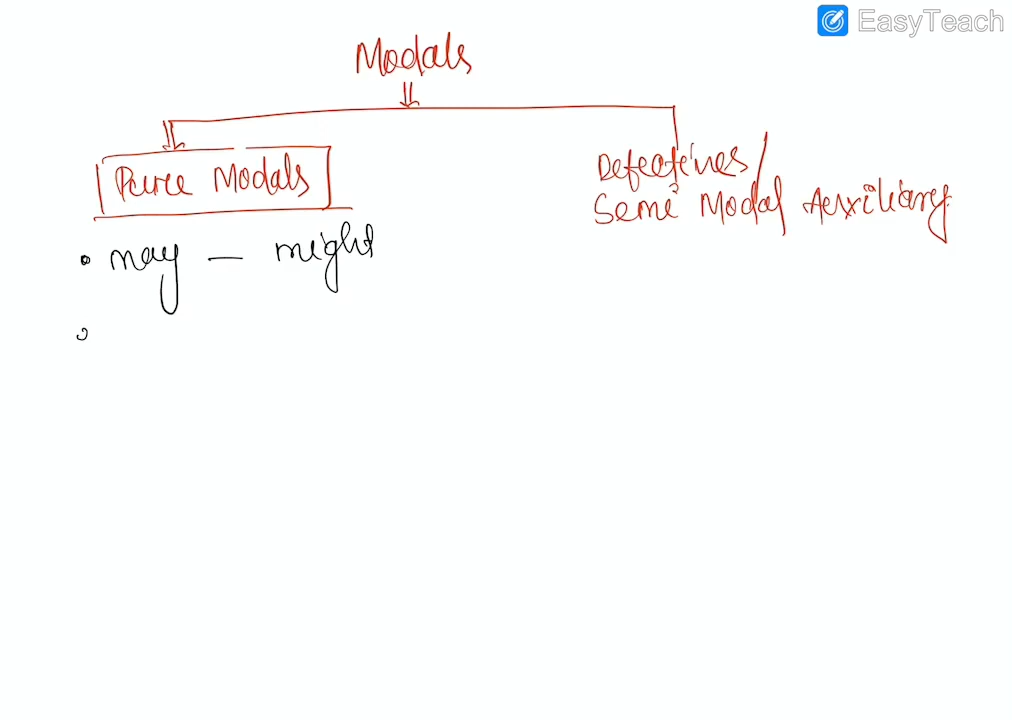 EasyTeach
Modals
Pure Modals
Defectives/
Semi Modal Auxiliary
• may – might